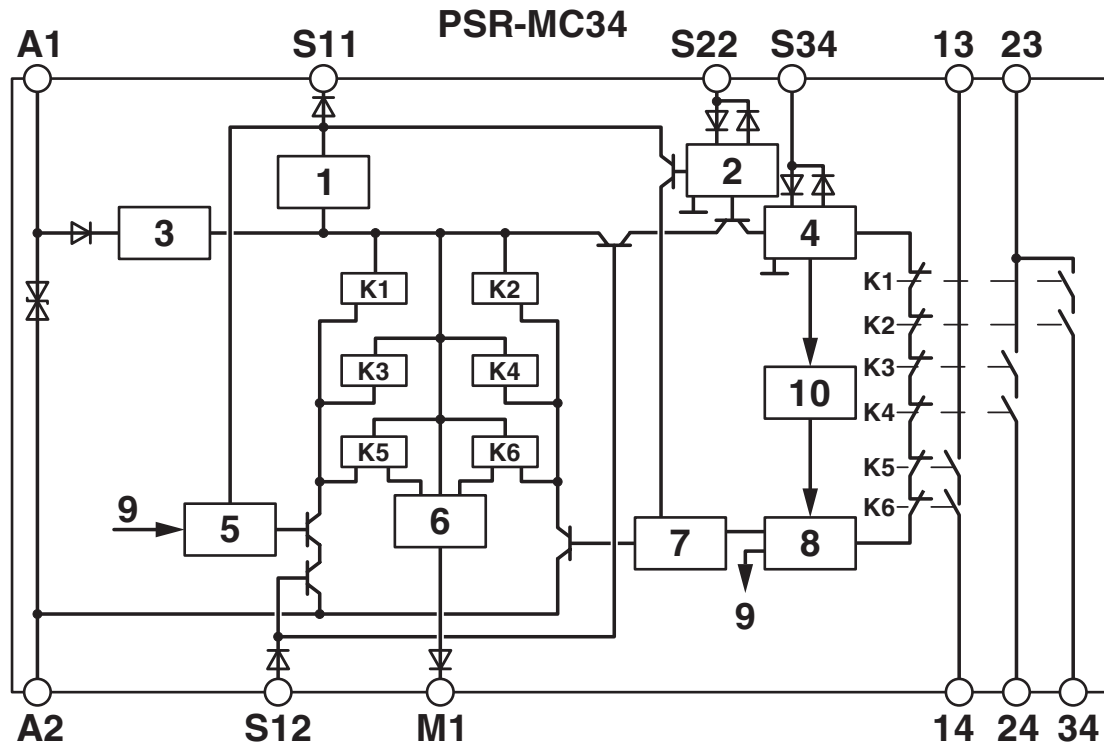 PSR-MC34
A1 S11 S22 S34 13 23
1 2
3 4
K1 K2 K1
K2
K3 K4 10 K3
K4
K5 K6 K5
9 5 6 7 8 K6
9
A2 S12 M1 14 24 34